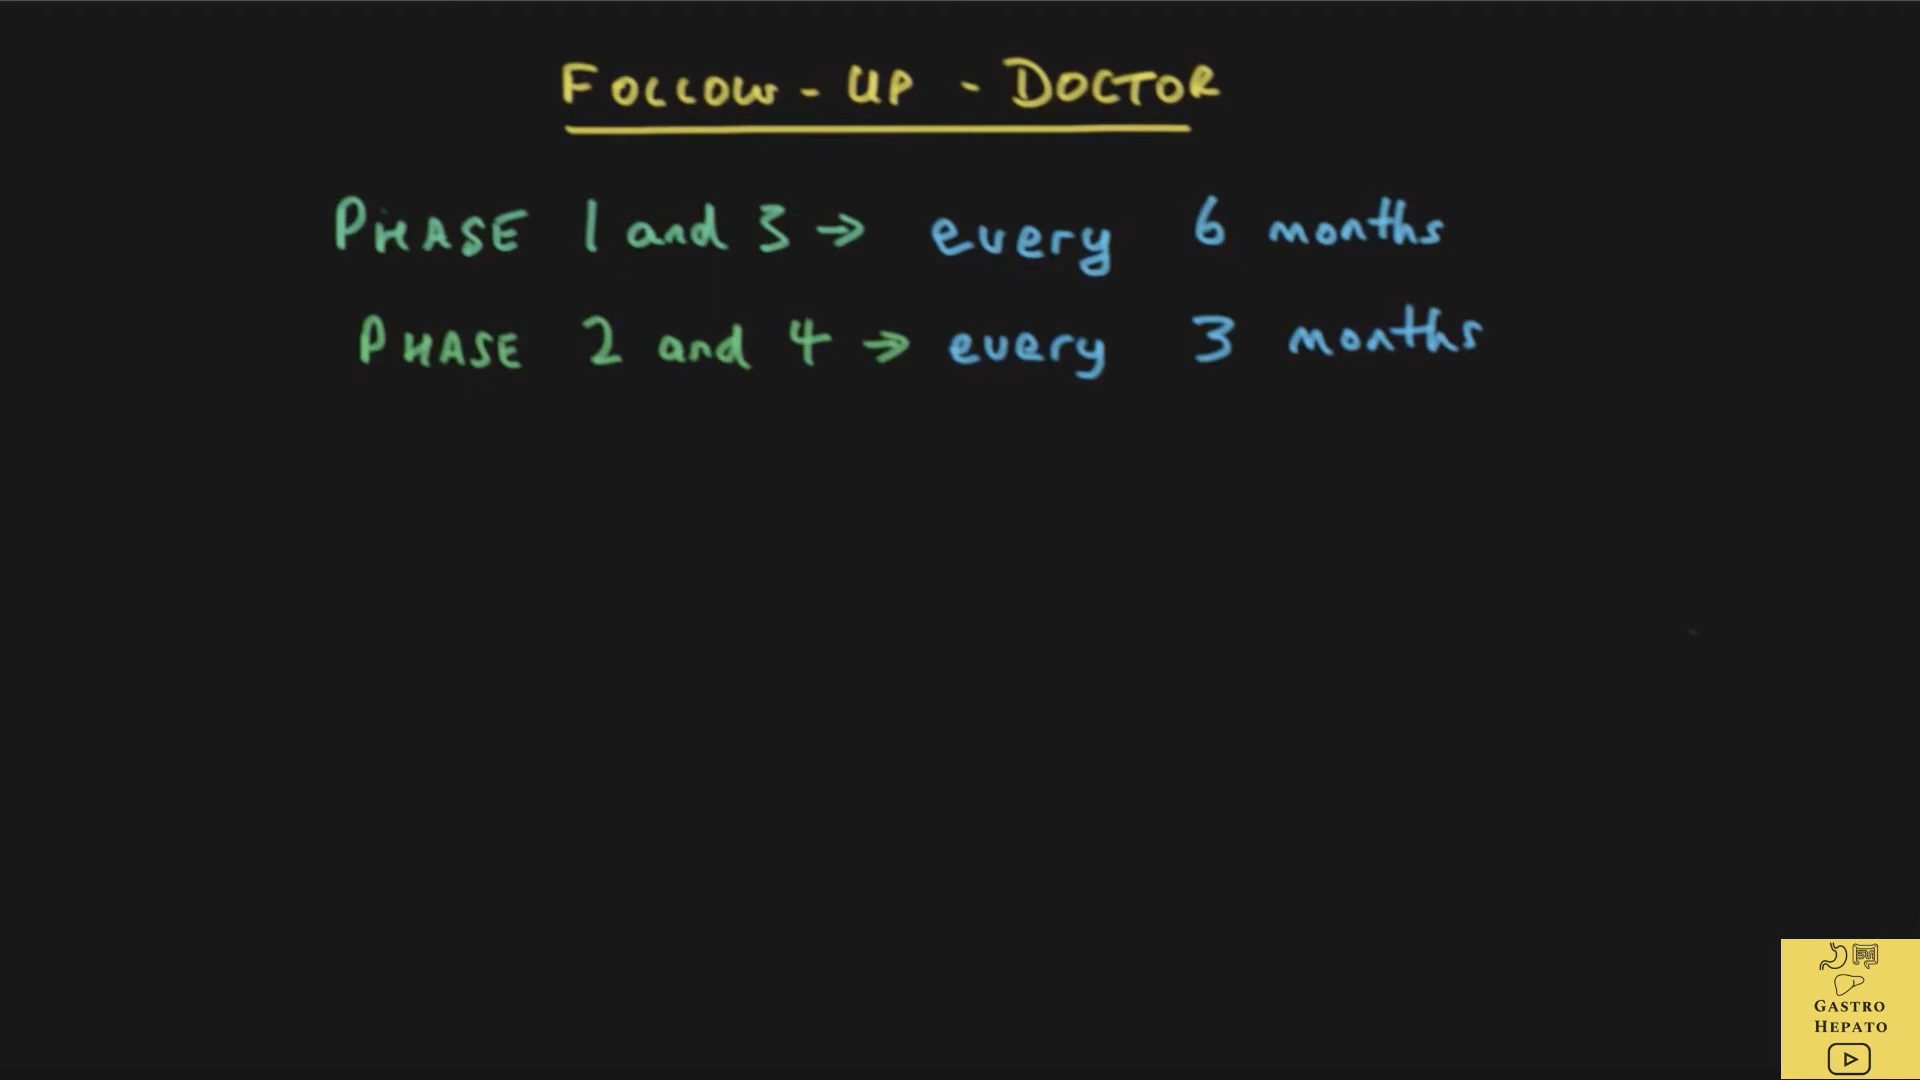 FOLLOW-UP - DOCTOR
PHASE 1 and 3 → every 6 months
PHASE 2 and 4 → every 3 months
GASTRO
HEPATO